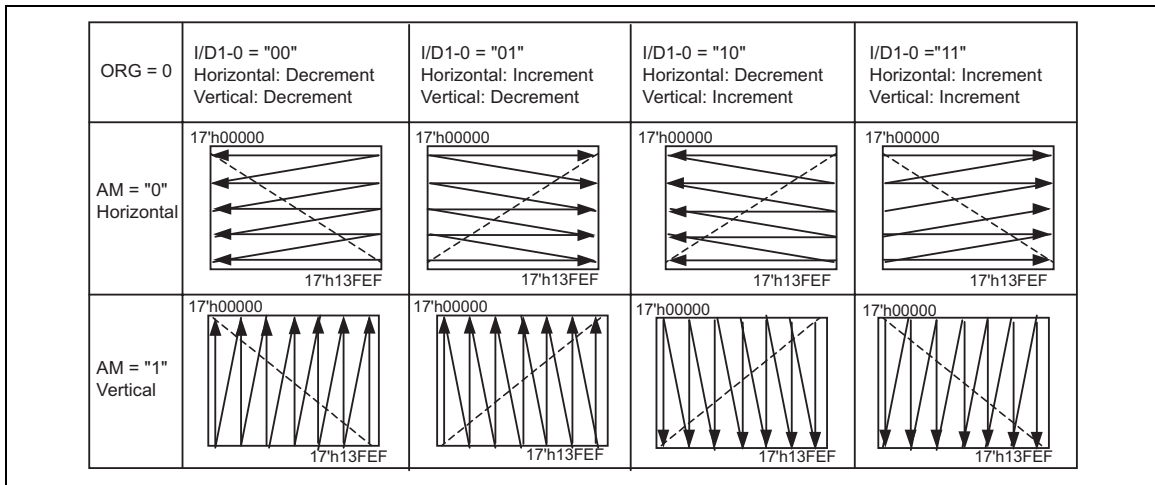 ORG = 0
I/D1-0 = "00"
Horizontal: Decrement
Vertical: Decrement
I/D1-0 = "01"
Horizontal: Increment
Vertical: Decrement
I/D1-0 = "10"
Horizontal: Decrement
Vertical: Increment
I/D1-0 ="11"
Horizontal: Increment
Vertical: Increment
AM = "0"
Horizontal
17'h00000
17'h13FEF
17'h00000
17'h13FEF
17'h00000
17'h13FEF
17'h00000
17'h13FEF
AM = "1"
Vertical
17'h00000
17'h13FEF
17'h00000
17'h13FEF
17'h00000
17'h13FEF
17'h00000
17'h13FEF